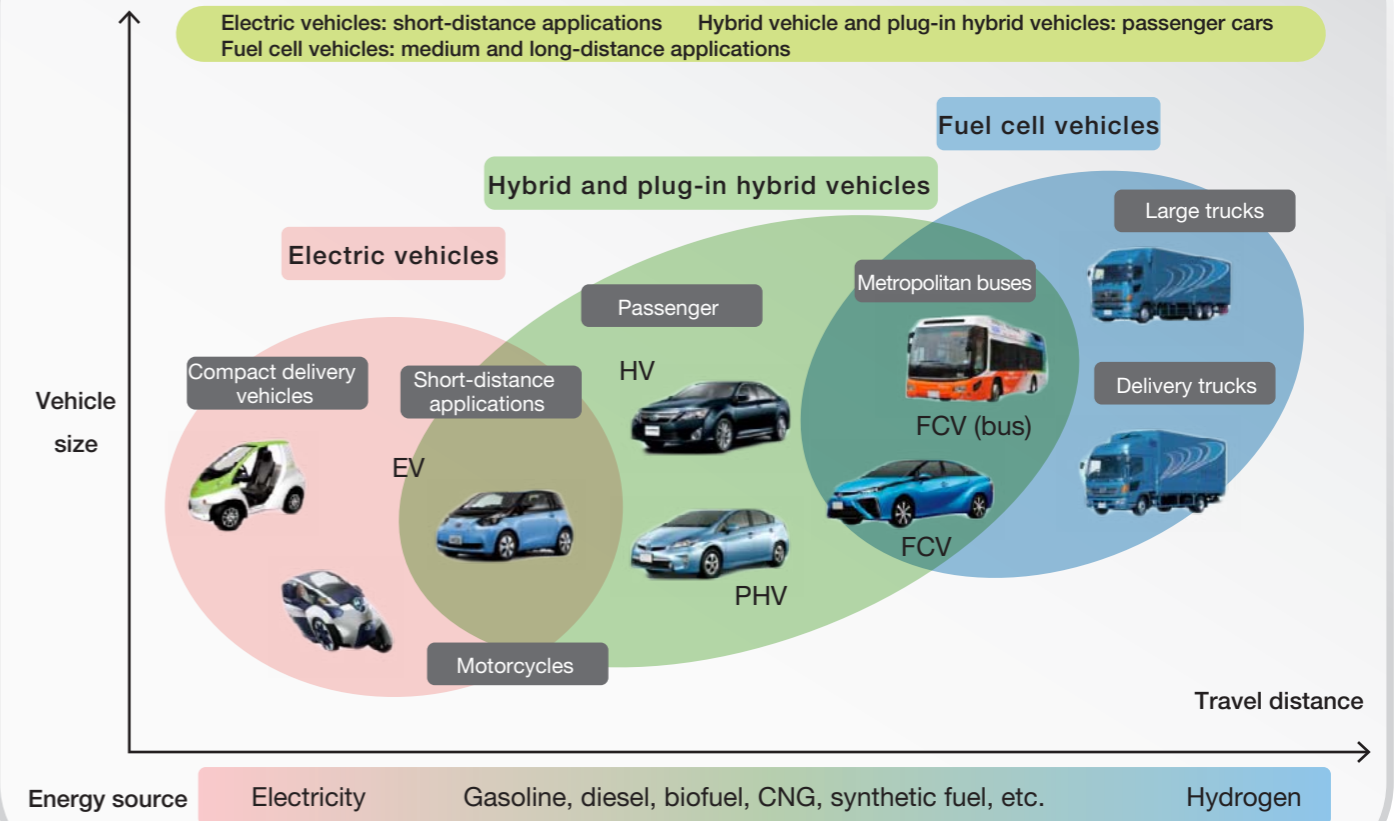 Electric vehicles: short-distance applications Hybrid vehicle and plug-in hybrid vehicles: passenger cars
Fuel cell vehicles: medium and long-distance applications
Fuel cell vehicles
Hybrid and plug-in hybrid vehicles
Electric vehicles
Large trucks
Metropolitan buses
Passenger
Compact delivery
vehicles
Short-distance
applications
HV
Delivery trucks
Vehicle
size
FCV (bus)
EV
FCV
PHV
Motorcycles
Travel distance
Energy source
Electricity
Gasoline, diesel, biofuel, CNG, synthetic fuel, etc.
Hydrogen